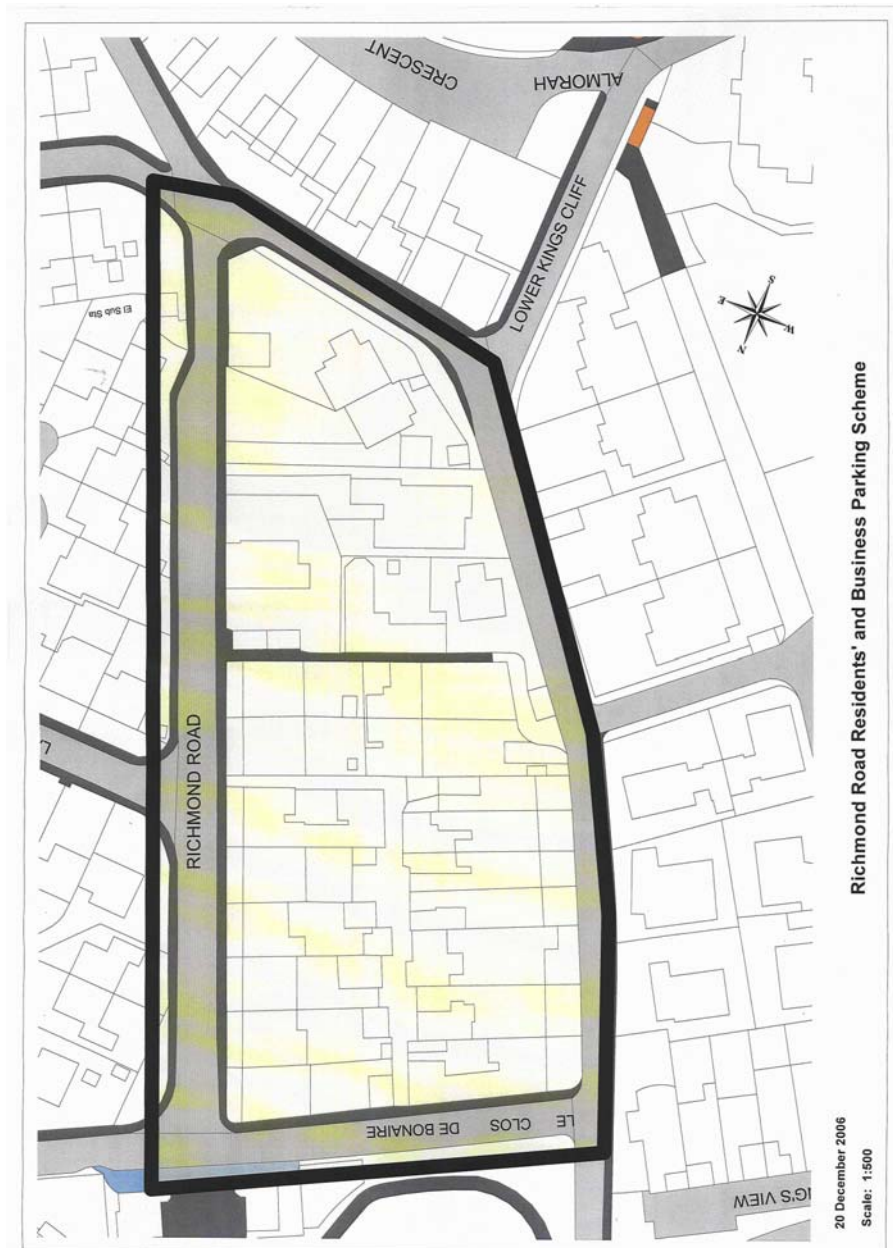 CRESCENT
ALMORAH
LOWER KINGS CLIFF
El Sub Sta
S
E
W
N
RICHMOND ROAD
LE CLOS DE BONAIRE
Richmond Road Residents' and Business Parking Scheme
20 December 2006
Scale: 1:500